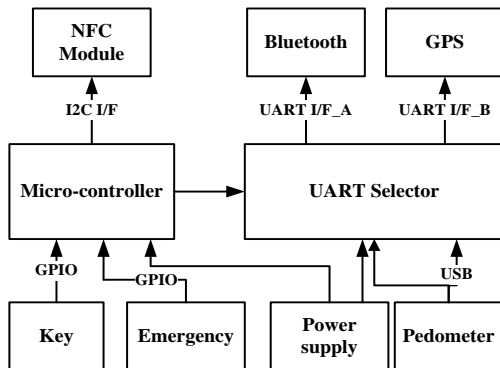 NFC
Module
Bluetooth
GPS
I2C I/F
UART I/F_A
UART I/F_B
Micro-controller
UART Selector
GPIO
GPIO
USB
Key
Emergency
Power
supply
Pedometer